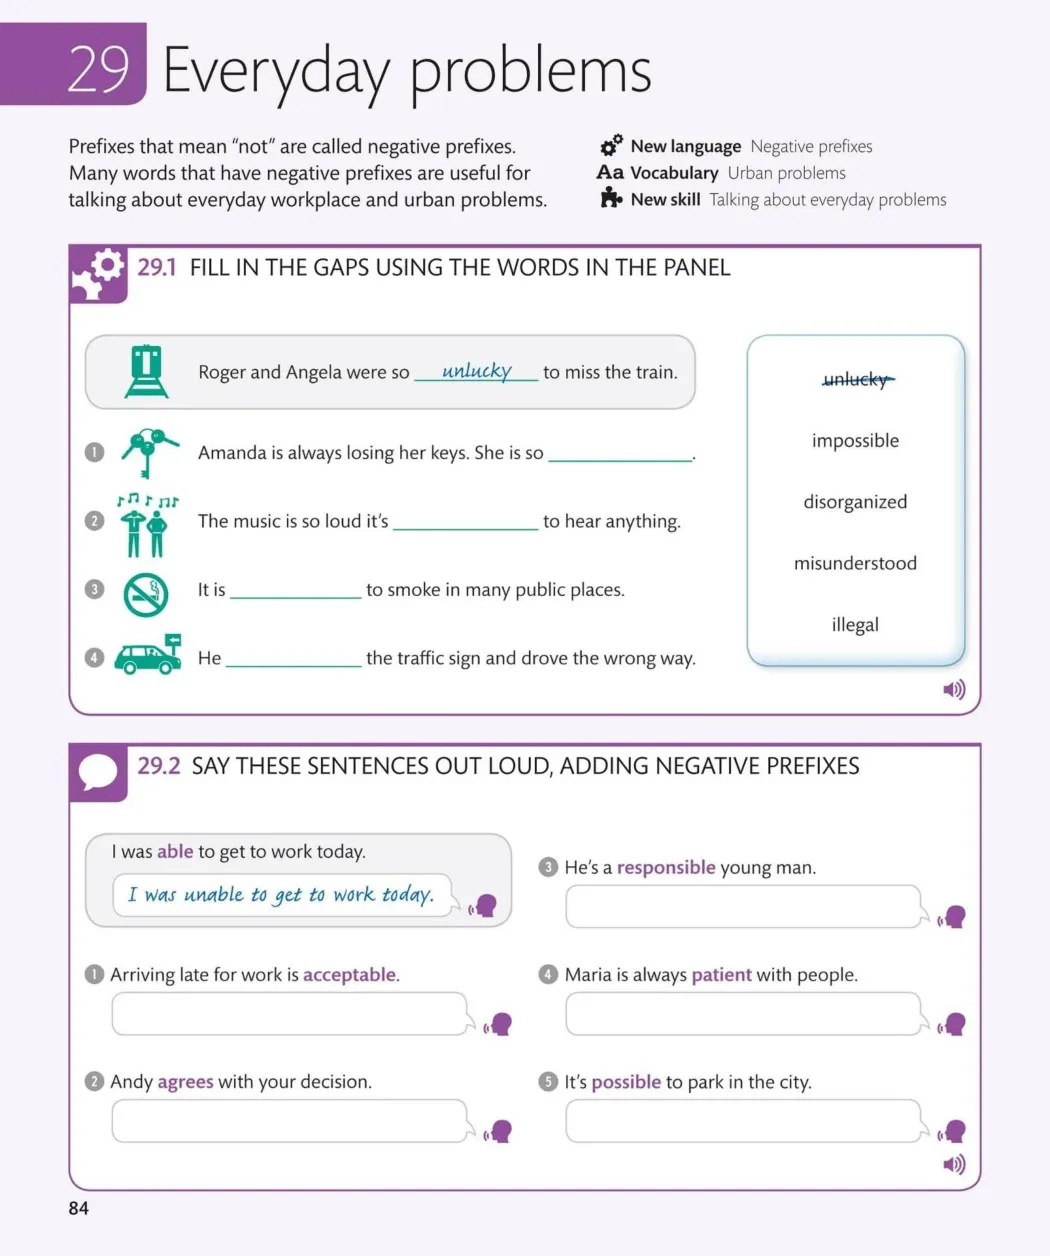 29 Everyday problems
Prefixes that mean “not” are called negative prefixes.
Many words that have negative prefixes are useful for
talking about everyday workplace and urban problems.
New language Negative prefixes
Aa Vocabulary Urban problems
New skill Talking about everyday problems
29.1 FILL IN THE GAPS USING THE WORDS IN THE PANEL
Roger and Angela were so unlucky to miss the train.
1 Amanda is always losing her keys. She is so ____________.
2 The music is so loud it’s ____________ to hear anything.
3 It is ____________ to smoke in many public places.
4 He ____________ the traffic sign and drove the wrong way.
unlucky
impossible
disorganized
misunderstood
illegal
29.2 SAY THESE SENTENCES OUT LOUD, ADDING NEGATIVE PREFIXES
I was able to get to work today.
I was unable to get to work today.
1 Arriving late for work is acceptable.
2 Andy agrees with your decision.
3 He’s a responsible young man.
4 Maria is always patient with people.
5 It’s possible to park in the city.
84